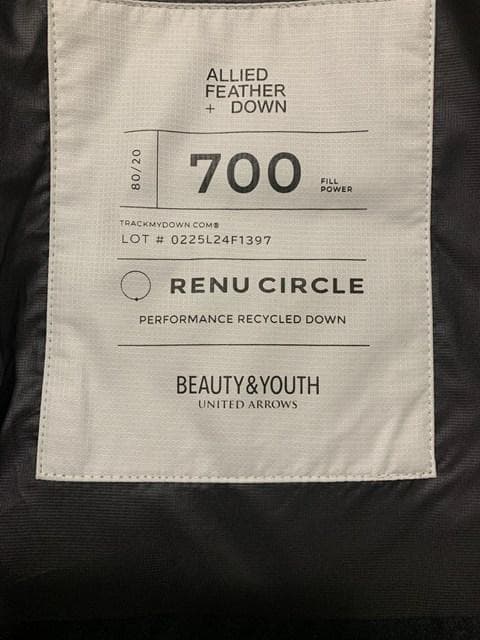 ALLIED
FEATHER
+ DOWN
80/20
700
FILL
POWER
TRACKMYDOWN.COM®
LOT # 0225L24F1397
RENU CIRCLE
PERFORMANCE RECYCLED DOWN
BEAUTY&YOUTH
UNITED ARROWS